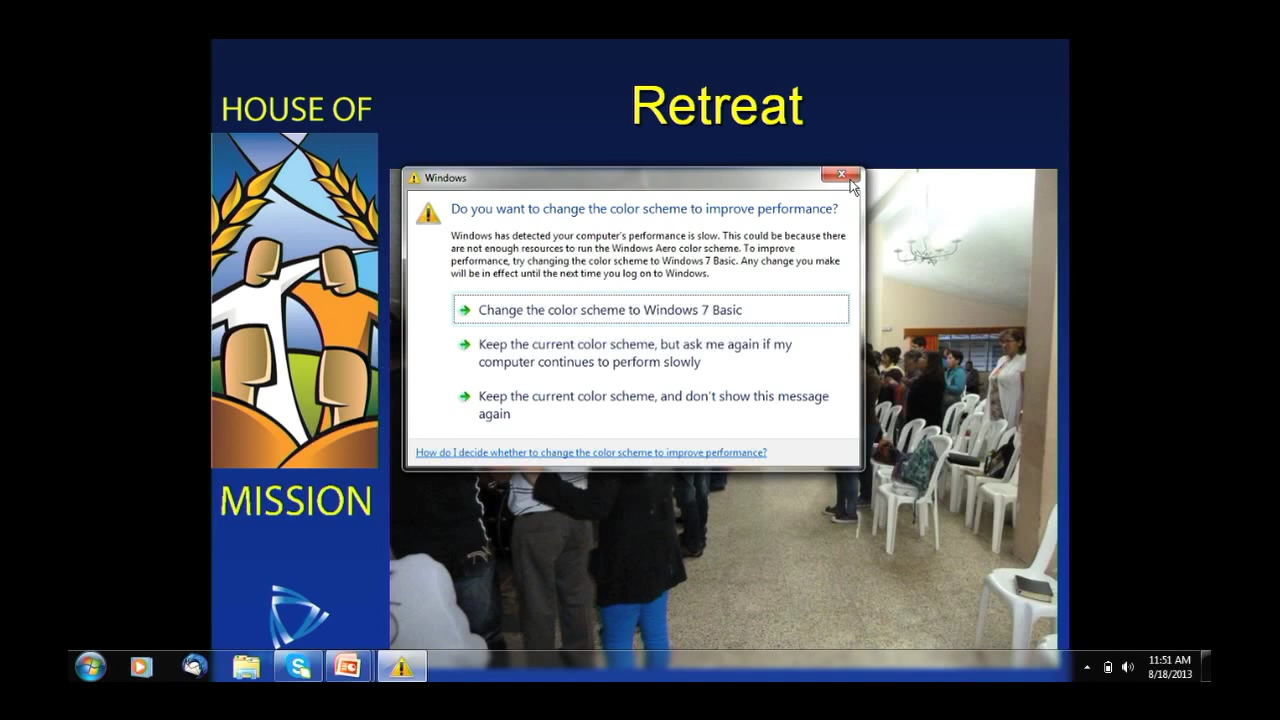 HOUSE OF
Retreat
Windows
Do you want to change the color scheme to improve performance?
Windows has detected your computer's performance is slow. This could be because there
are not enough resources to run the Windows Aero color scheme. To improve
performance, try changing the color scheme to Windows 7 Basic. Any change you make
will be in effect until the next time you log on to Windows.
Change the color scheme to Windows 7 Basic
Keep the current color scheme, but ask me again if my
computer continues to perform slowly
Keep the current color scheme, and don't show this message
again
How do I decide whether to change the color scheme to improve performance?
MISSION
11:51 AM
8/18/2013